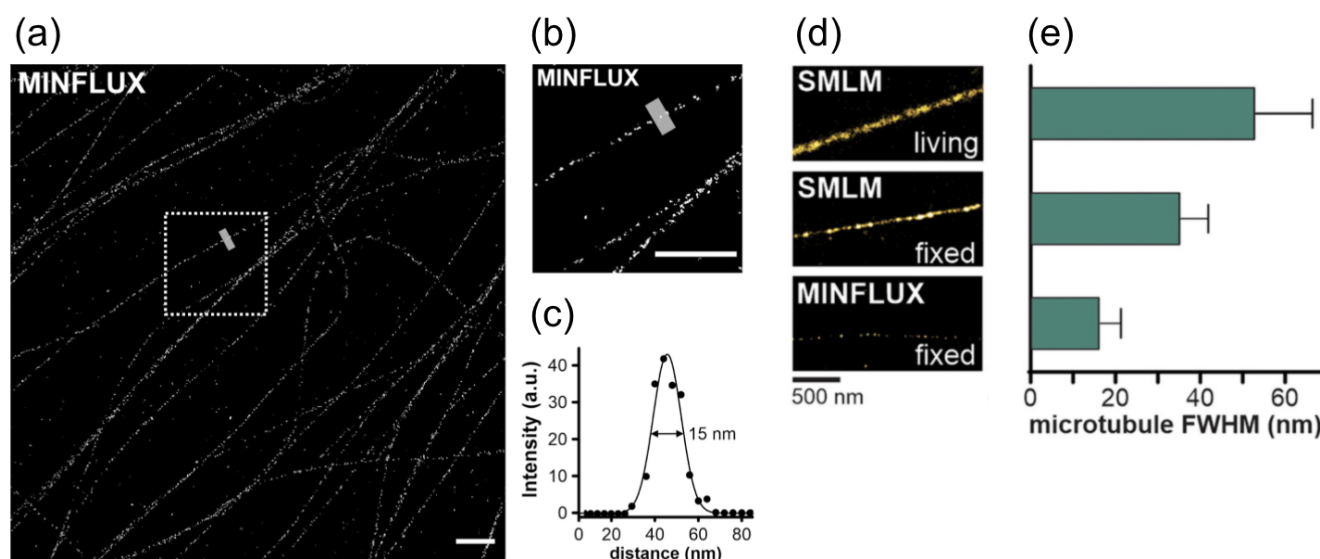 (a)
MINFLUX
(b)
MINFLUX
(c)
Intensity (a.u.)
40
30
20
10
0
15 nm
0 20 40 60 80
distance (nm)
(d)
SMLM
living
SMLM
fixed
MINFLUX
fixed
500 nm
(e)
0 20 40 60
microtubule FWHM (nm)